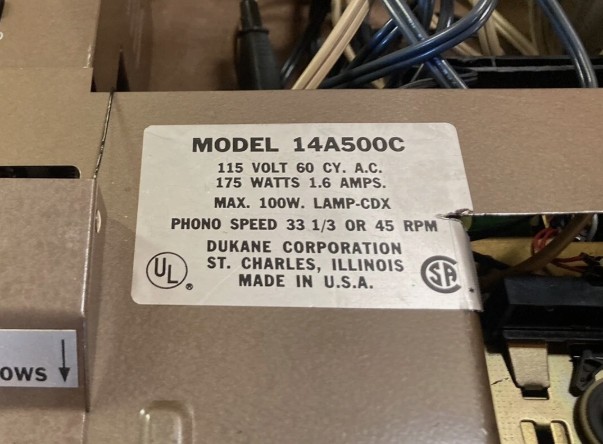 MODEL 14A500C
115 VOLT 60 CY. A.C.
175 WATTS 1.6 AMPS.
MAX. 100W. LAMP-CDX
PHONO SPEED 33 1/3 OR 45 RPM
DUKANE CORPORATION
ST. CHARLES, ILLINOIS
MADE IN U.S.A.
UL ®
SA
OWS ↓